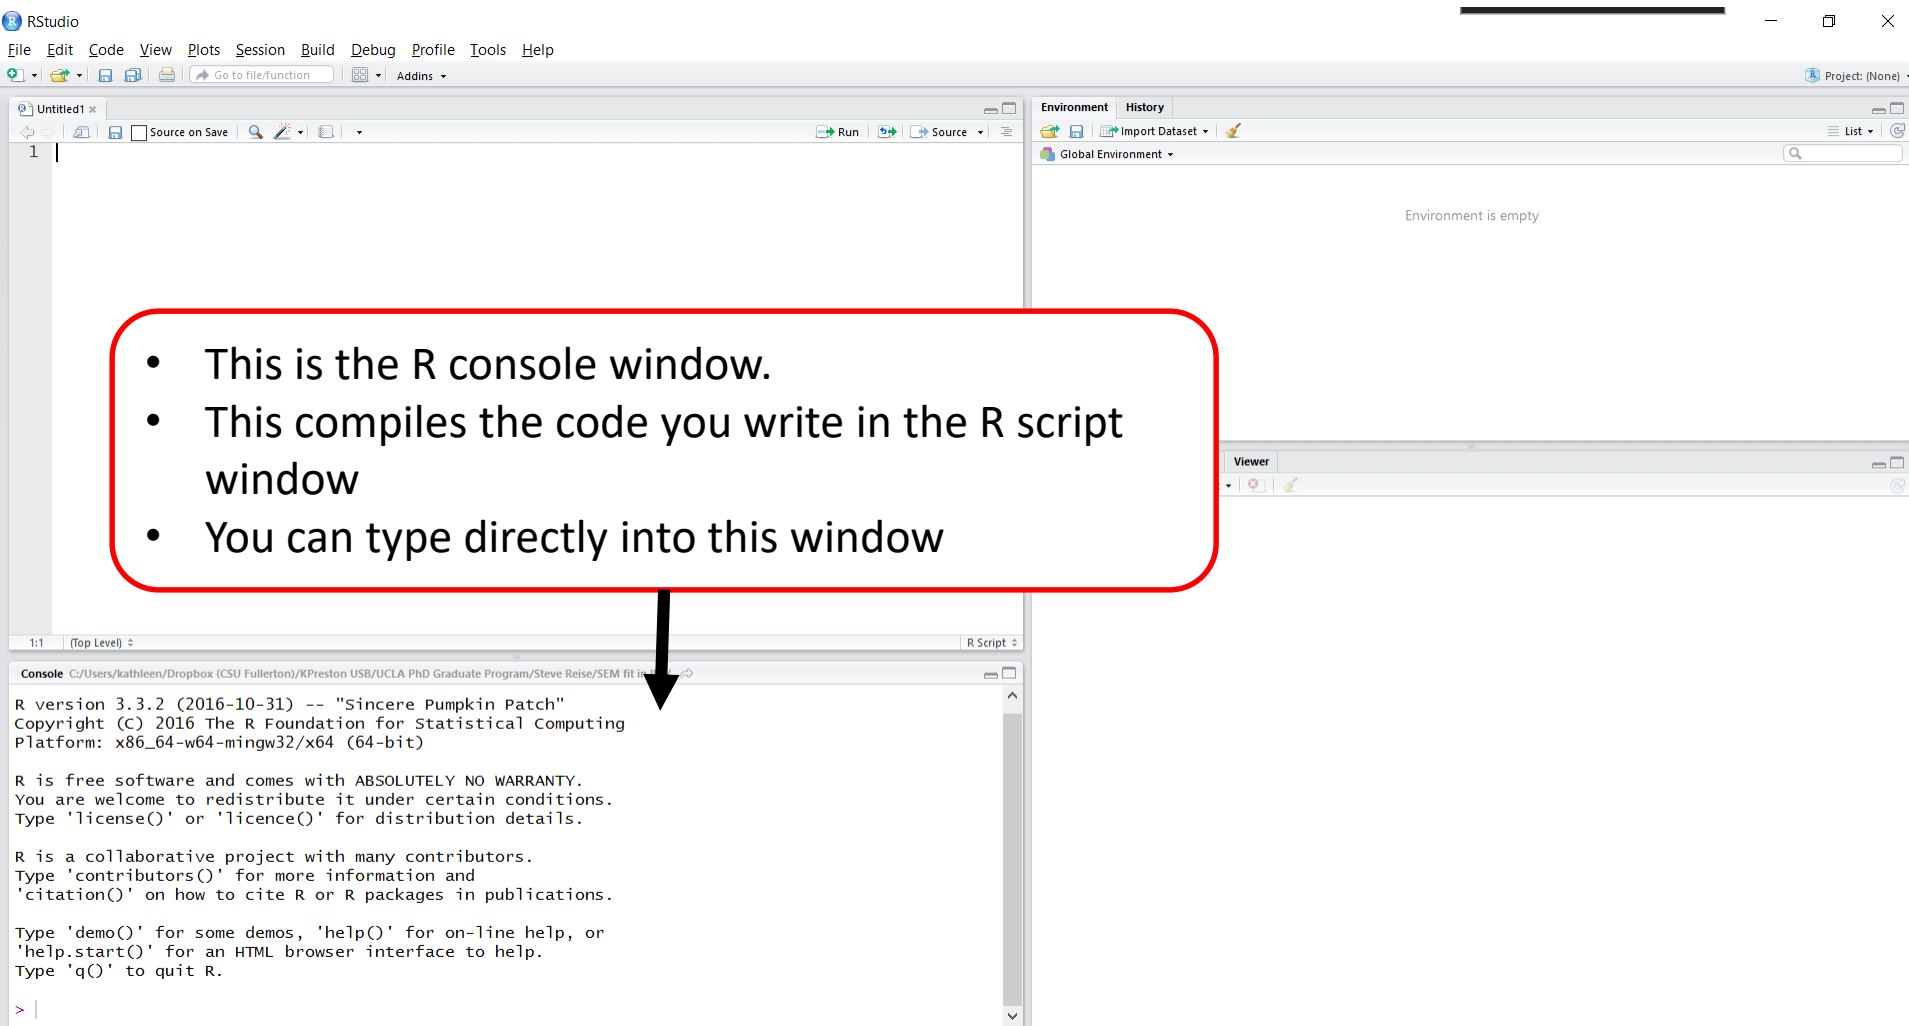 RStudio
File Edit Code View Plots Session Build Debug Profile Tools Help
Go to file/function Addins Project: (None)
Untitled1
Source on Save Run Source
1
Environment History
Import Dataset List
Global Environment
Environment is empty
• This is the R console window.
• This compiles the code you write in the R script
window
• You can type directly into this window
Viewer
1:1 (Top Level) R Script
Console C:/Users/kathleen/Dropbox (CSU Fullerton)/KPreston USB/UCLA PhD Graduate Program/Steve Reise/SEM fit in
R version 3.3.2 (2016-10-31) -- "Sincere Pumpkin Patch"
Copyright (C) 2016 The R Foundation for Statistical Computing
Platform: x86_64-w64-mingw32/x64 (64-bit)
R is free software and comes with ABSOLUTELY NO WARRANTY.
You are welcome to redistribute it under certain conditions.
Type 'license()' or 'licence()' for distribution details.
R is a collaborative project with many contributors.
Type 'contributors()' for more information and
'citation()' on how to cite R or R packages in publications.
Type 'demo()' for some demos, 'help()' for on-line help, or
'help.start()' for an HTML browser interface to help.
Type 'q()' to quit R.
>